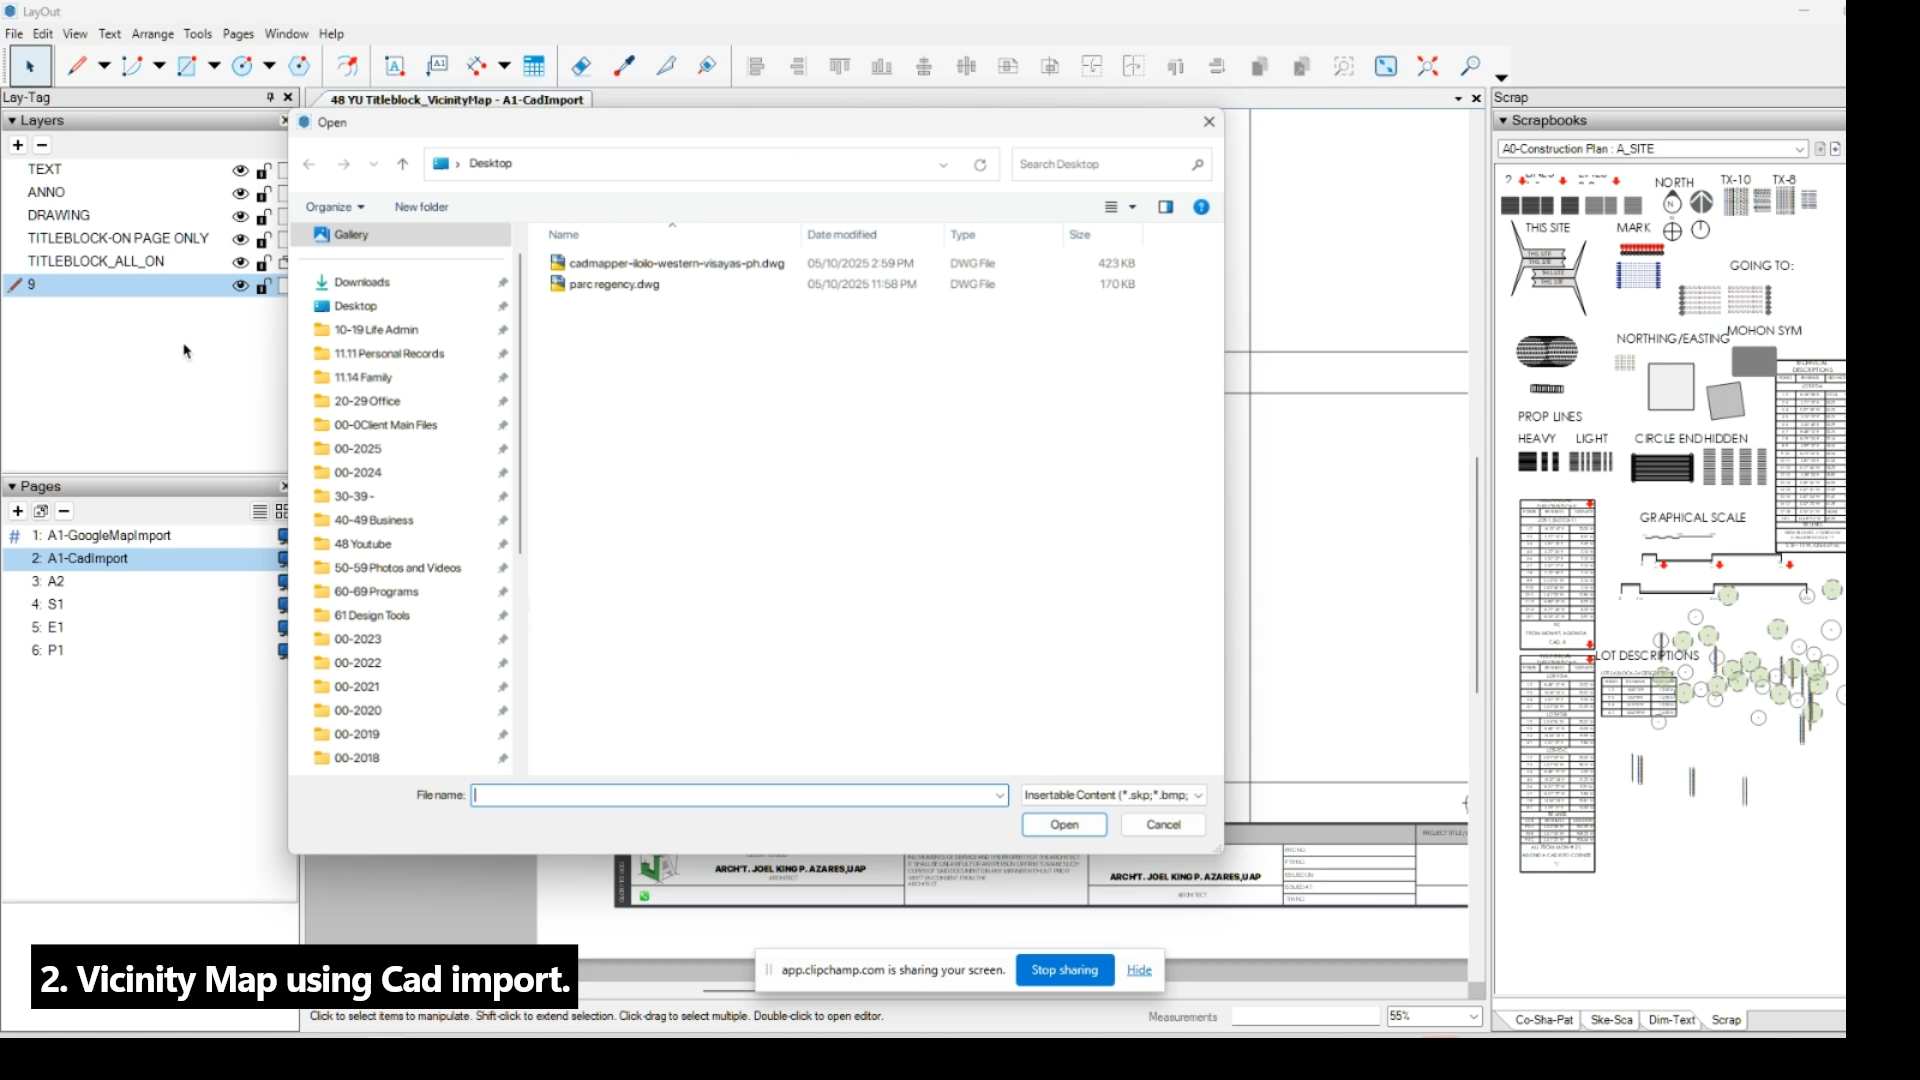 LayOut
File Edit View Text Arrange Tools Pages Window Help
Lay-Tag
Layers
TEXT
ANNO
DRAWING
TITLEBLOCK-ON PAGE ONLY
TITLEBLOCK_ALL_ON
9
Pages
# 1: A1-GoogleMapImport
2: A1-CadImport
3: A2
4: S1
5: E1
6: P1
48 YU Titleblock_VicinityMap - A1-CadImport
Open
Desktop
Search Desktop
Organize
New folder
Gallery
Downloads
Desktop
10-19 Life Admin
11.11 Personal Records
11.14 Family
20-29 Office
00-0Client Main Files
00-2025
00-2024
30-39 -
40-49 Business
48 Youtube
50-59 Photos and Videos
60-69 Programs
61 Design Tools
00-2023
00-2022
00-2021
00-2020
00-2019
00-2018
Name Date modified Type Size
cadmapper-iloilo-western-visayas-ph.dwg 05/10/2025 2:59 PM DWG File 423 KB
parc regency.dwg 05/10/2025 11:58 PM DWG File 170 KB
File name:
Insertable Content (*.skp;*.bmp;
Open
Cancel
ARCH'T. JOEL KING P. AZARES,UAP
ARCHITECT
ARCH'T. JOEL KING P. AZARES,UAP
ARCHITECT
app.clipchamp.com is sharing your screen.
Stop sharing
Hide
2. Vicinity Map using Cad import.
Click to select items to manipulate. Shift-click to extend selection. Click-drag to select multiple. Double-click to open editor.
Measurements
55%
Scrap
Scrapbooks
A0-Construction Plan : A_SITE
NORTH
TX-10
TX-8
THIS SITE
MARK
GOING TO:
NORTHING/EASTING
MOHON SYM
PROP LINES
HEAVY
LIGHT
CIRCLE END
HIDDEN
GRAPHICAL SCALE
LOT DESCRIPTIONS
Co-Sha-Pat
Ske-Sca
Dim-Text
Scrap